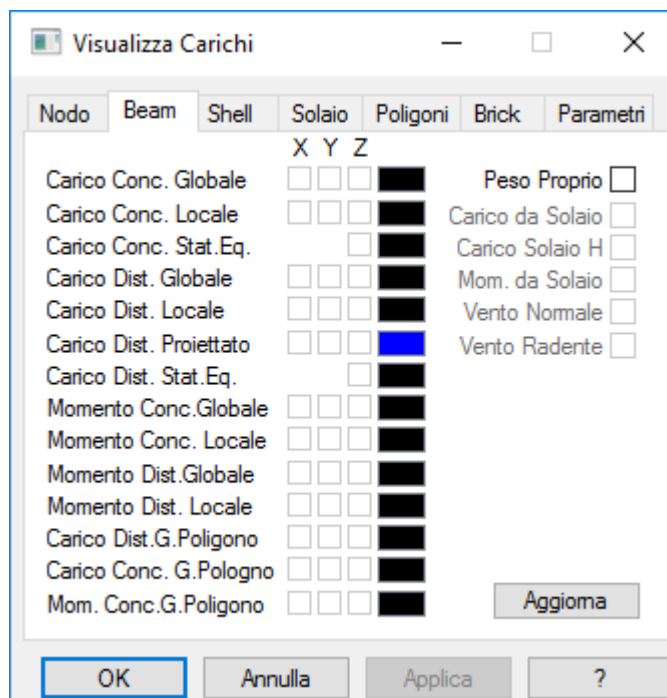 Visualizza Carichi
Nodo Beam Shell Solaio Poligoni Brick Parametri
X Y Z
Carico Conc. Globale Peso Proprio
Carico Conc. Locale Carico da Solaio
Carico Conc. Stat.Eq. Carico Solaio H
Carico Dist. Globale Mom. da Solaio
Carico Dist. Locale Vento Normale
Carico Dist. Proiettato Vento Radente
Carico Dist. Stat.Eq.
Momento Conc.Globale
Momento Conc. Locale
Momento Dist.Globale
Momento Dist. Locale
Carico Dist.G.Poligono
Carico Conc. G.Pologno
Mom. Conc.G.Poligono Aggiorna
OK Annulla Applica ?